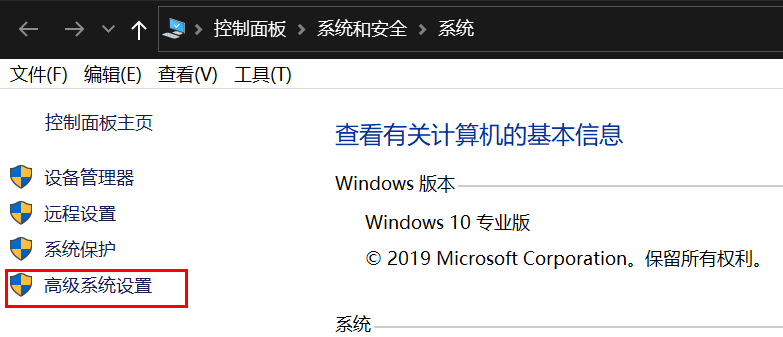 控制面板 > 系统和安全 > 系统
文件(F) 编辑(E) 查看(V) 工具(T)
控制面板主页
设备管理器
远程设置
系统保护
高级系统设置
查看有关计算机的基本信息
Windows 版本
Windows 10 专业版
© 2019 Microsoft Corporation。保留所有权利。
系统